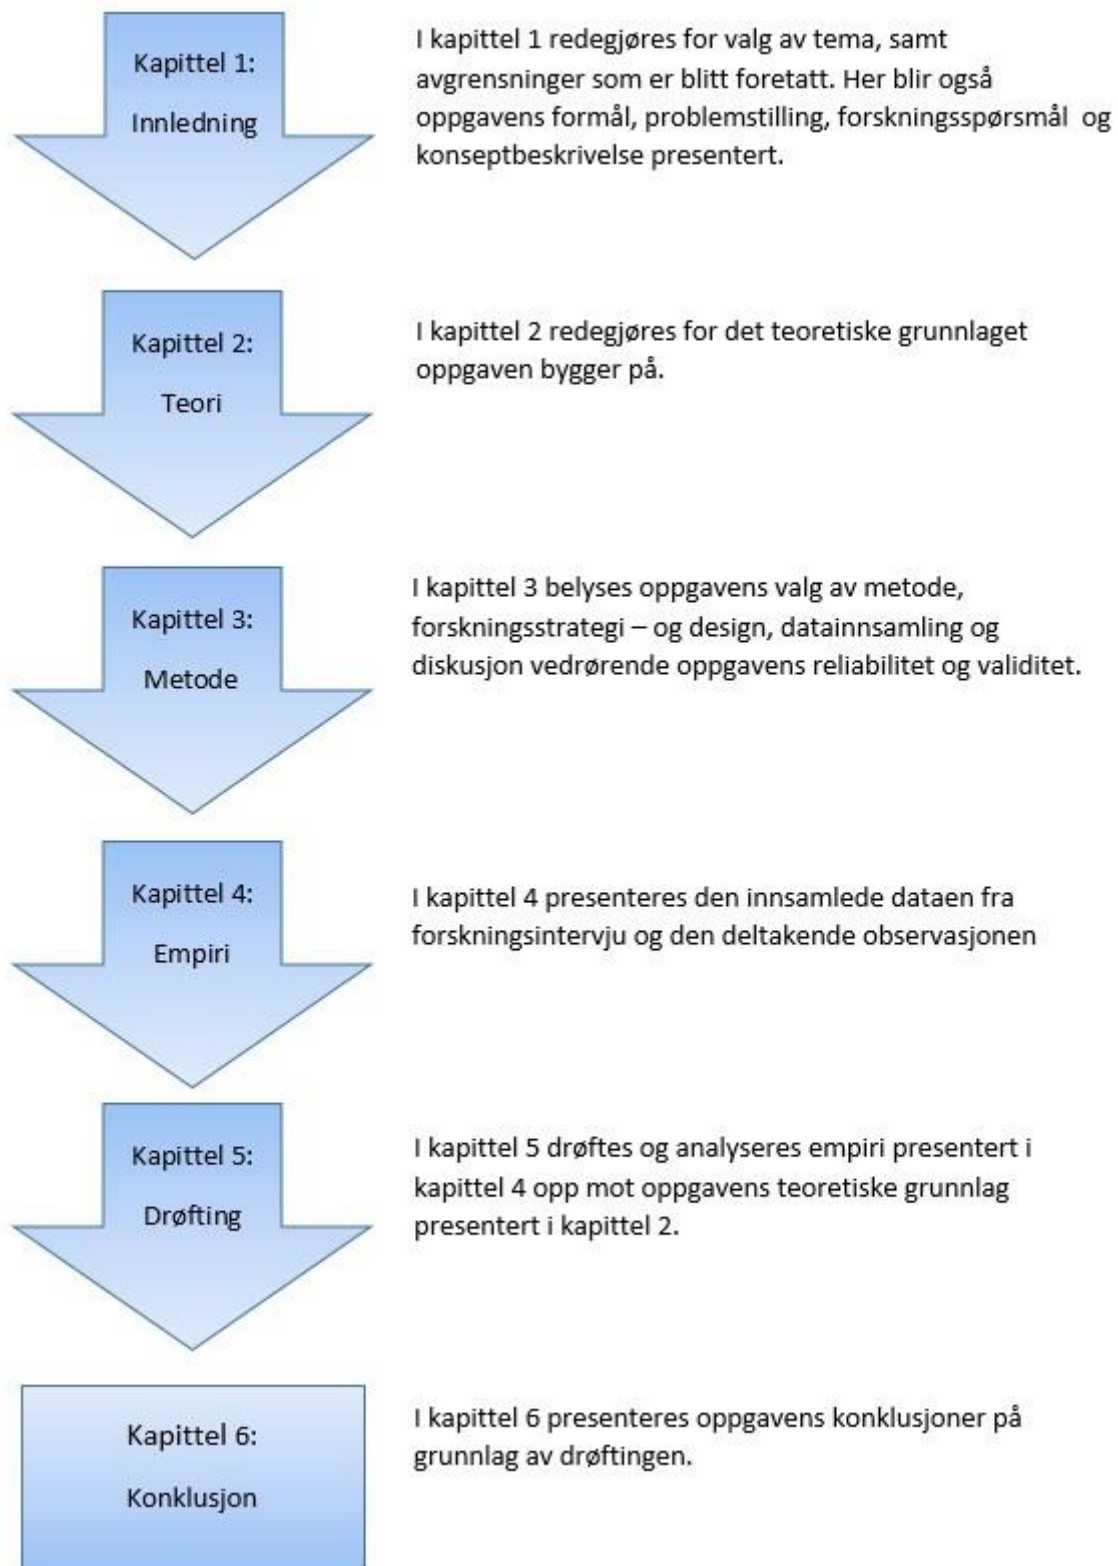 Kapittel 1:
Innledning
I kapittel 1 redegjøres for valg av tema, samt
avgrensninger som er blitt foretatt. Her blir også
oppgavens formål, problemstilling, forskningsspørsmål og
konseptbeskrivelse presentert.
Kapittel 2:
Teori
I kapittel 2 redegjøres for det teoretiske grunnlaget
oppgaven bygger på.
Kapittel 3:
Metode
I kapittel 3 belyses oppgavens valg av metode,
forskningsstrategi – og design, datainnsamling og
diskusjon vedrørende oppgavens reliabilitet og validitet.
Kapittel 4:
Empiri
I kapittel 4 presenteres den innsamlede dataen fra
forskningsintervju og den deltakende observasjonen
Kapittel 5:
Drøfting
I kapittel 5 drøftes og analyseres empiri presentert i
kapittel 4 opp mot oppgavens teoretiske grunnlag
presentert i kapittel 2.
Kapittel 6:
Konklusjon
I kapittel 6 presenteres oppgavens konklusjoner på
grunnlag av drøftingen.